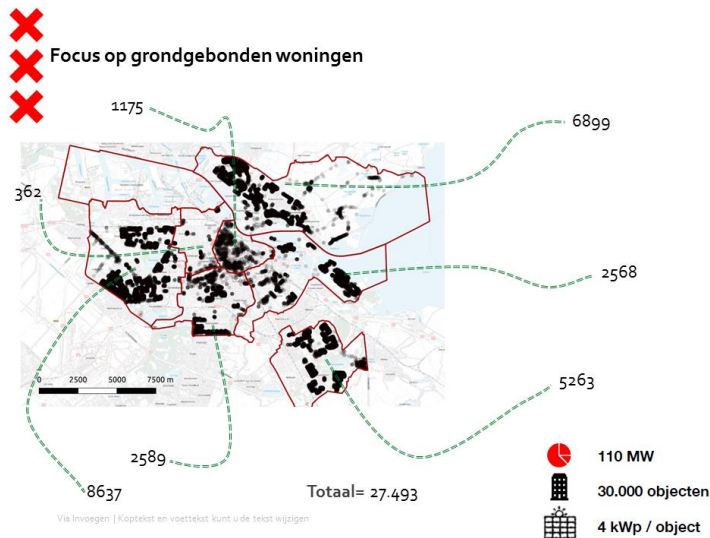 Focus op grondgebonden woningen
1175
6899
362
2568
0 2500 5000 7500 m
5263
2589
8637
Totaal= 27.493
110 MW
30.000 objecten
4 kWp / object
Via Invoegen | Koptekst en voettekst kunt u de tekst wijzigen